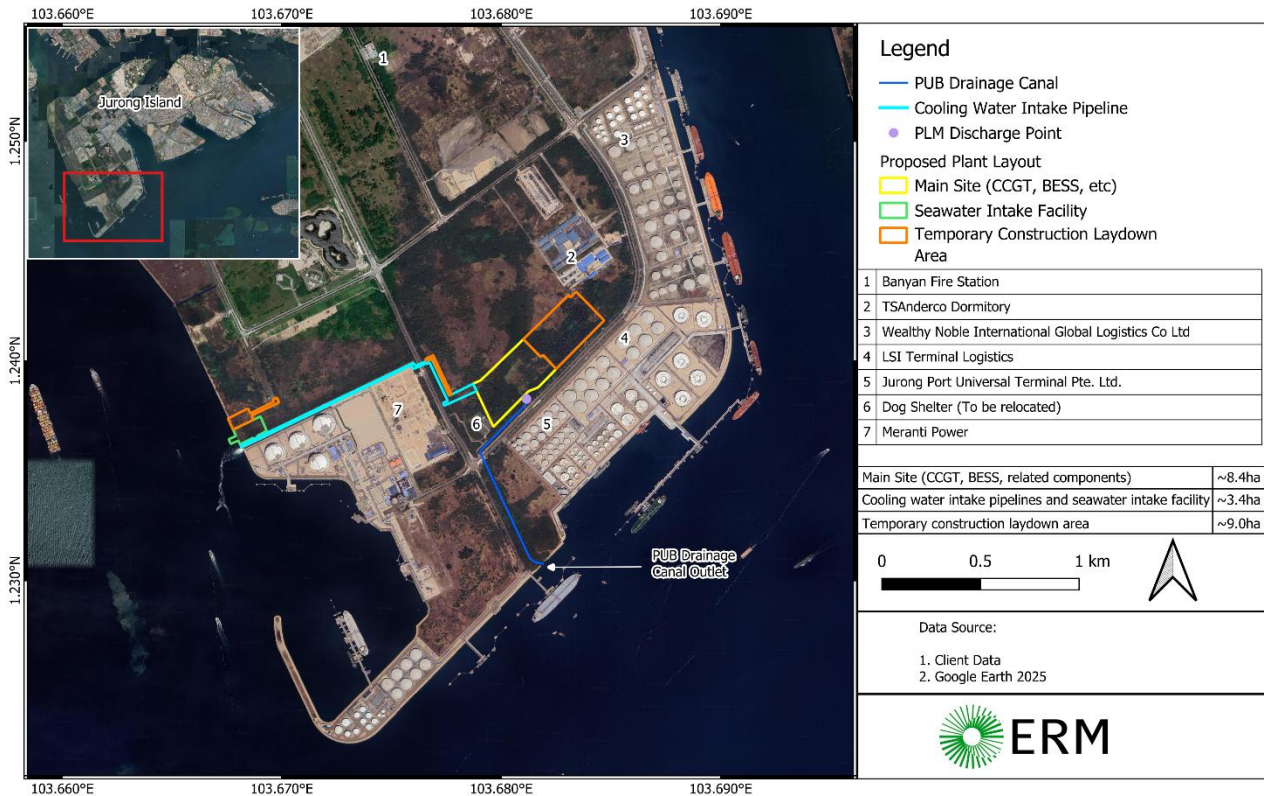 103.660°E 103.670°E 103.680°E 103.690°E
Jurong Island
1.250°N
1.240°N
1.230°N
1
2
3
4
5
6
7
PUB Drainage
Canal Outlet
103.660°E 103.670°E 103.680°E 103.690°E
Legend
PUB Drainage Canal
Cooling Water Intake Pipeline
PLM Discharge Point
Proposed Plant Layout
Main Site (CCGT, BESS, etc)
Seawater Intake Facility
Temporary Construction Laydown
Area
1 Banyan Fire Station
2 TSAnderco Dormitory
3 Wealthy Noble International Global Logistics Co Ltd
4 LSI Terminal Logistics
5 Jurong Port Universal Terminal Pte. Ltd.
6 Dog Shelter (To be relocated)
7 Meranti Power
Main Site (CCGT, BESS, related components) ~8.4ha
Cooling water intake pipelines and seawater intake facility ~3.4ha
Temporary construction laydown area ~9.0ha
0 0.5 1 km
Data Source:
1. Client Data
2. Google Earth 2025
ERM